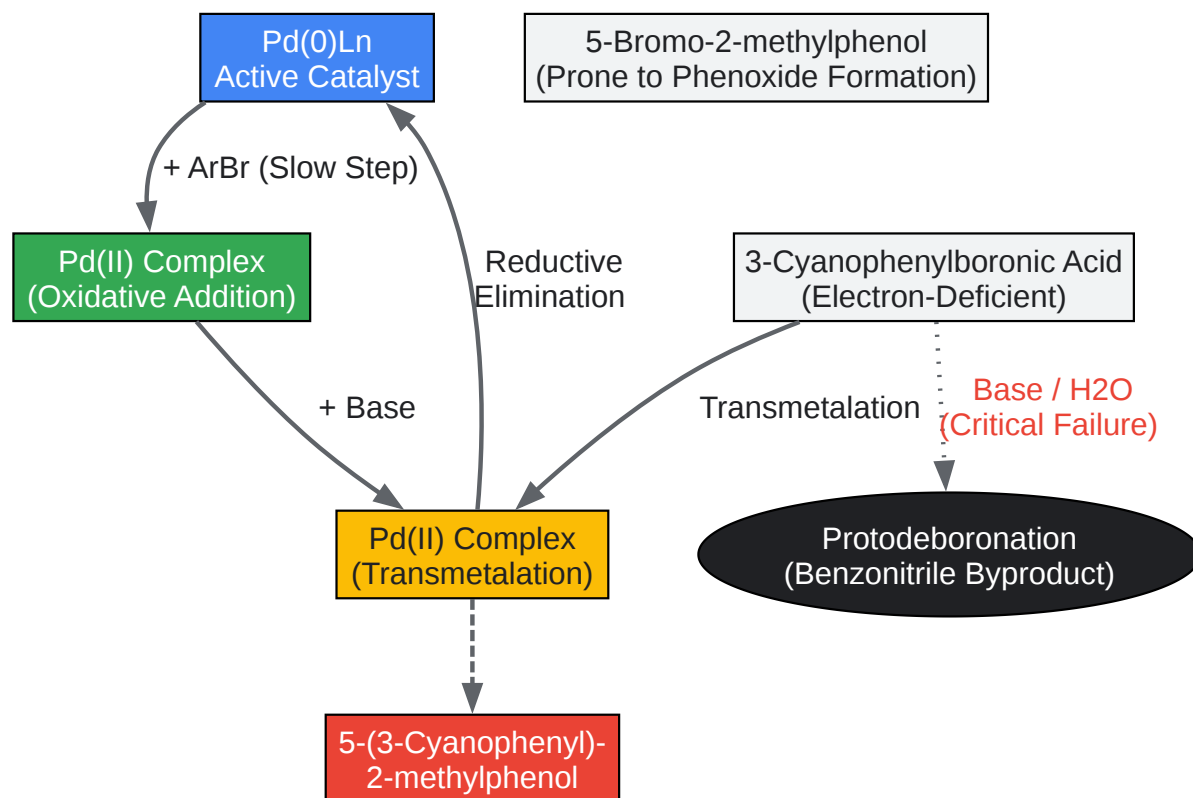 Pd(0)Ln
Active Catalyst
5-Bromo-2-methylphenol
(Prone to Phenoxide Formation)
+ ArBr (Slow Step)
Pd(II) Complex
(Oxidative Addition)
Reductive
Elimination
3-Cyanophenylboronic Acid
(Electron-Deficient)
+ Base
Transmetalation
Base / H2O
(Critical Failure)
Pd(II) Complex
(Transmetalation)
Protodeboronation
(Benzonitrile Byproduct)
5-(3-Cyanophenyl)-
2-methylphenol